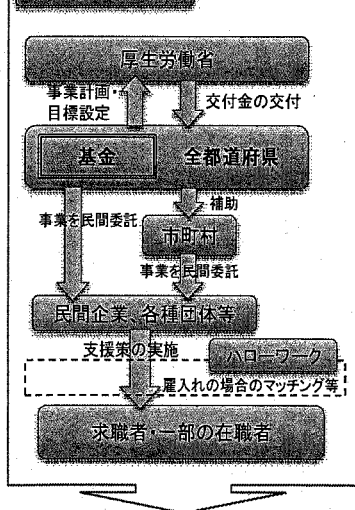 厚生労働省
事業計画・
目標設定
交付金の交付
基金
全都道府県
補助
事業を民間委託
市町村
事業を民間委託
民間企業、各種団体等
支援策の実施
ハローワーク
雇入れの場合のマッチング等
求職者・一部の在職者